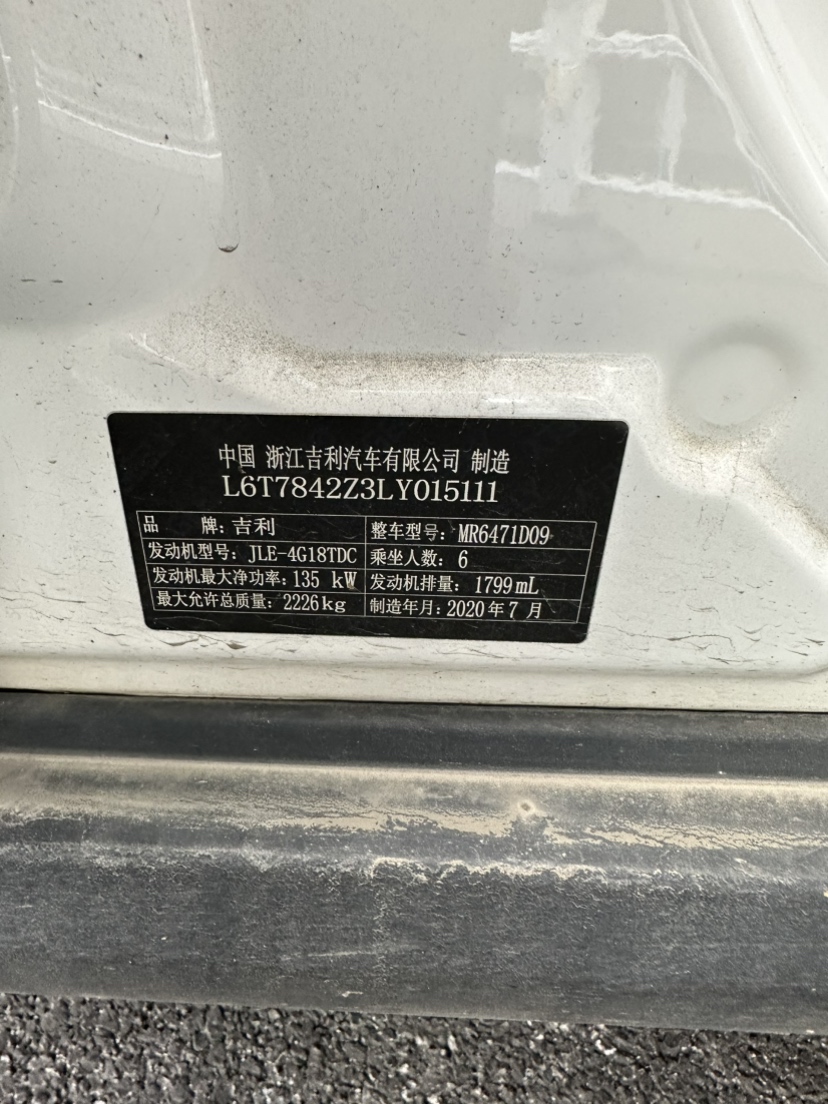 中国 浙江吉利汽车有限公司 制造
L6T7842Z3LY015111
品 牌: 吉利 整车型号: MR6471D09
发动机型号: JLE-4G18TDC 乘坐人数: 6
发动机最大净功率: 135 kW 发动机排量: 1799mL
最大允许总质量: 2226kg 制造年月: 2020年7月